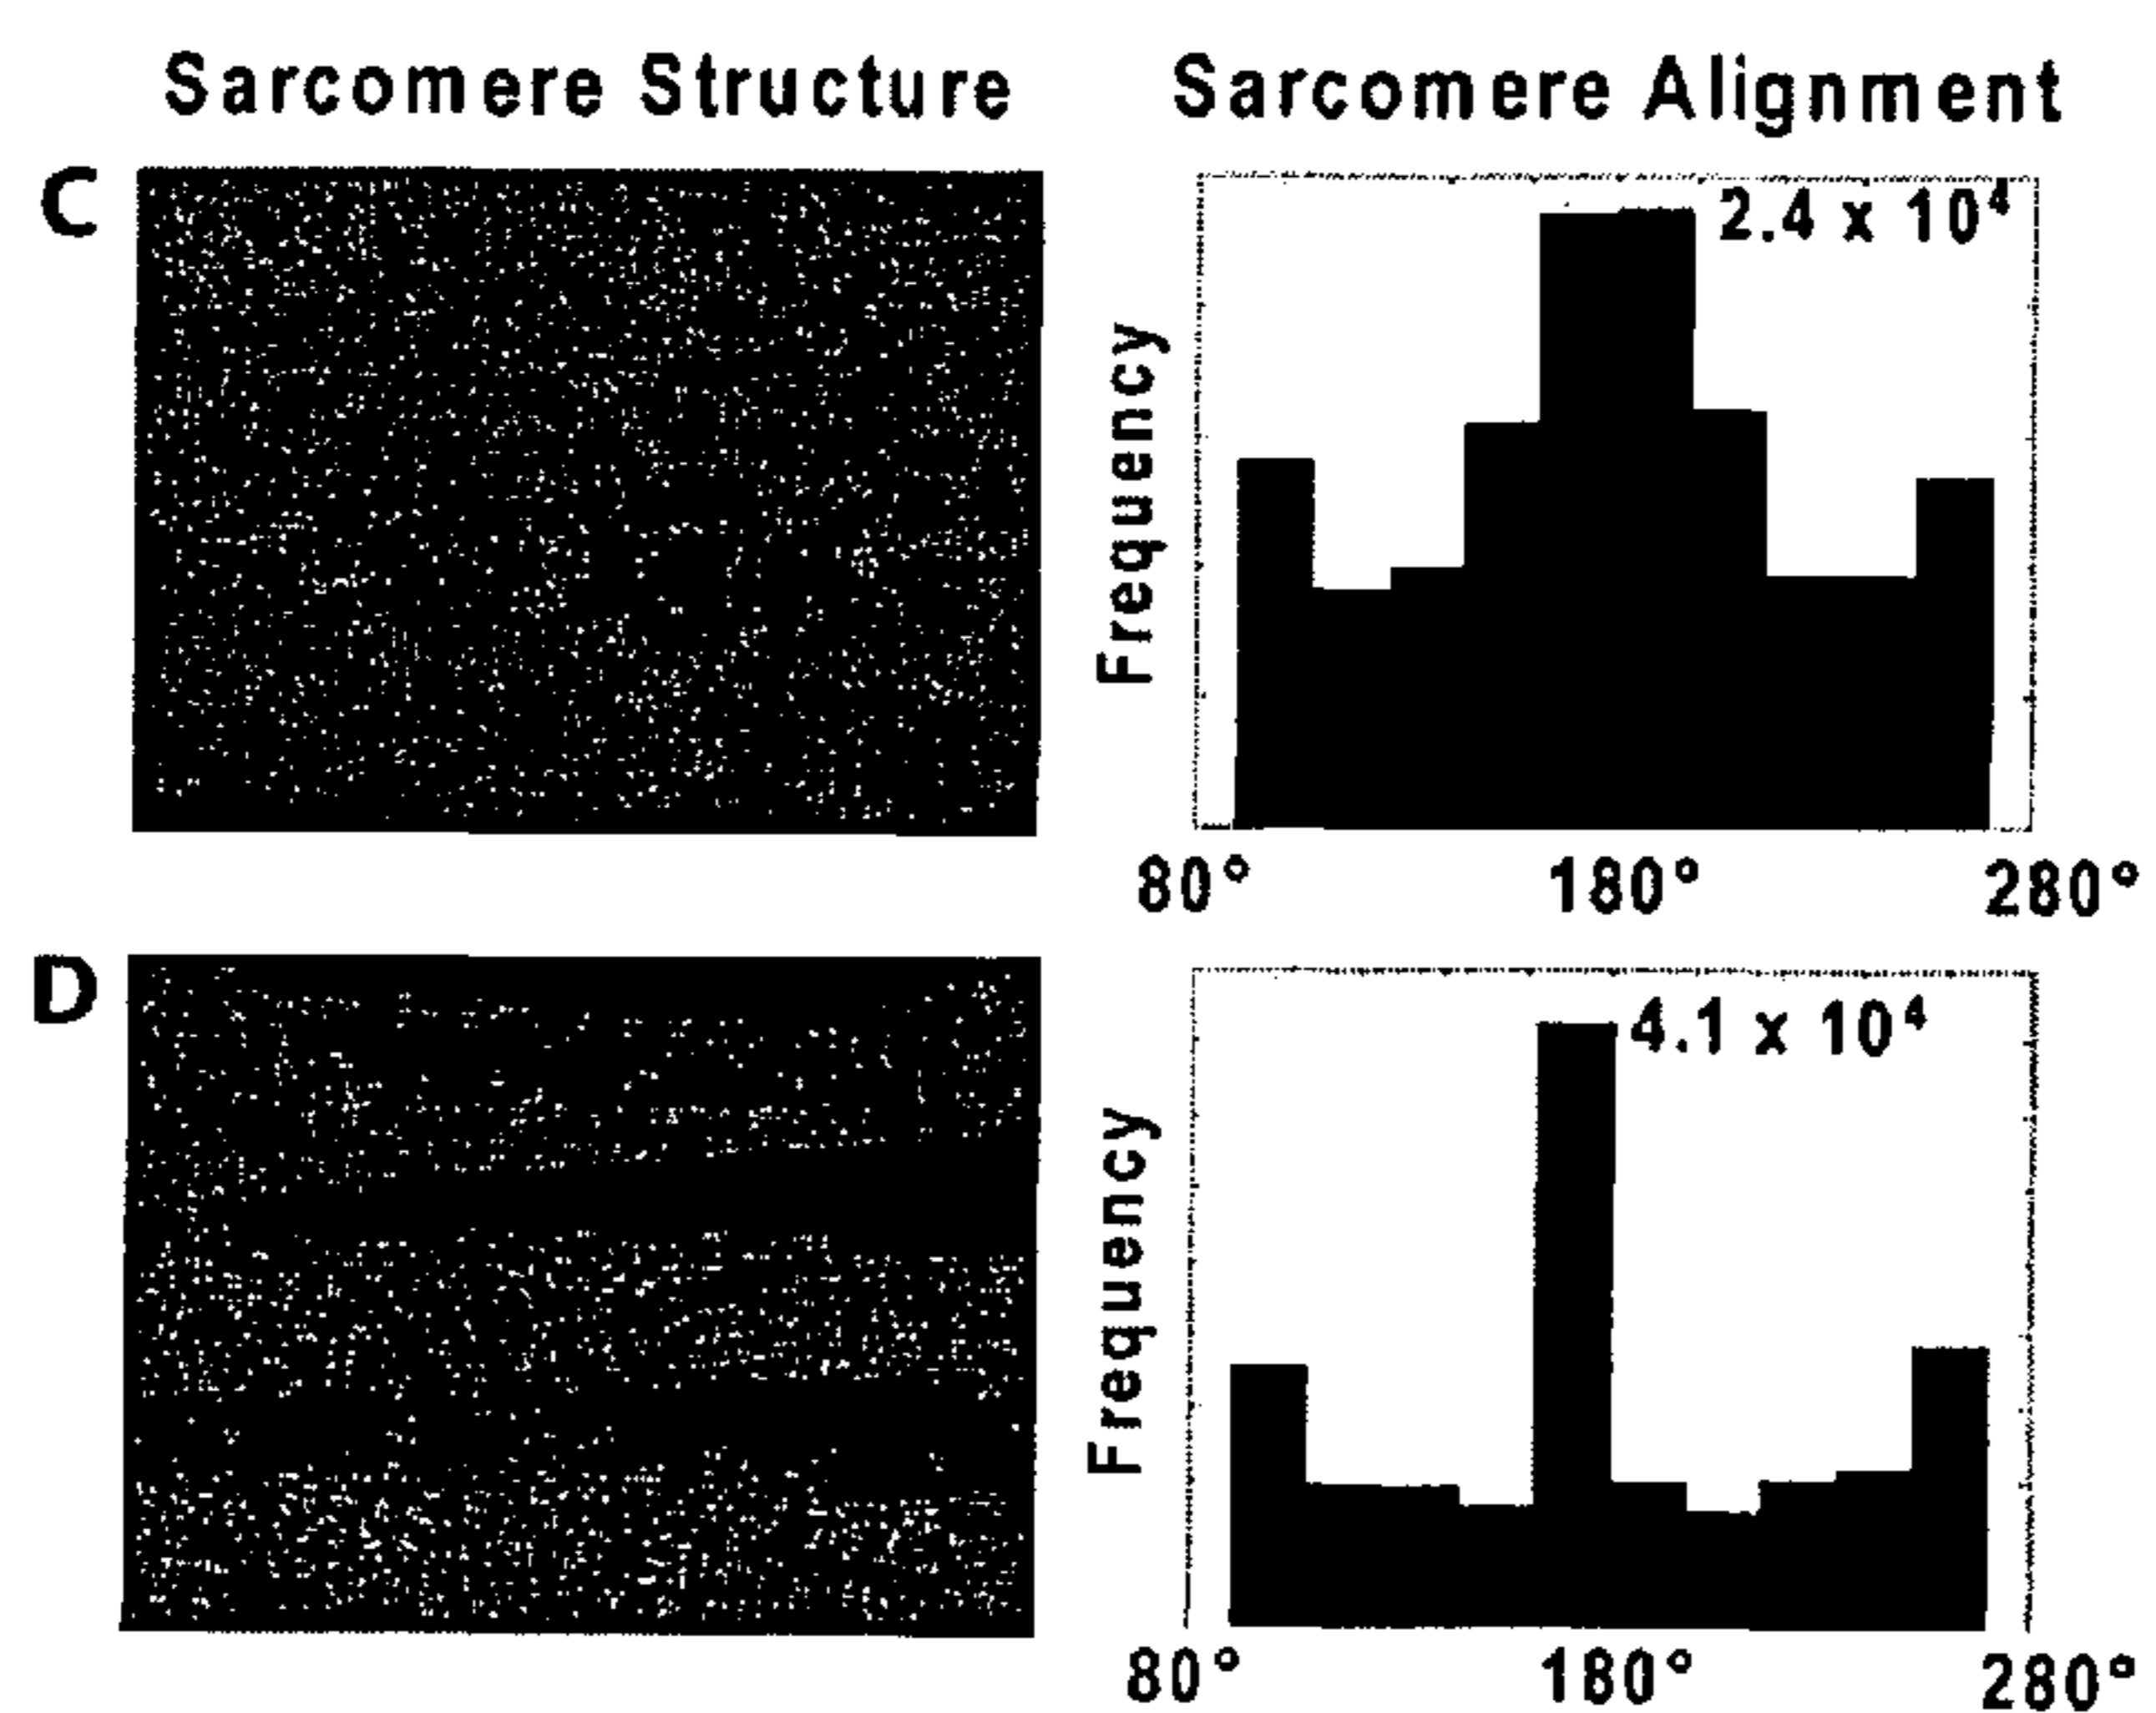 Sarcomere Structure
Sarcomere Alignment
C
2.4 x 10⁴
Frequency
80° 180° 280°
D
4.1 x 10⁴
Frequency
80° 180° 280°